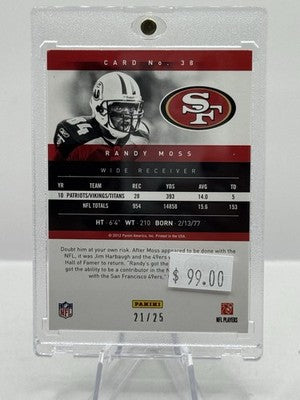 CARD No. 38
SF
84
RANDY MOSS
WIDE RECEIVER
YR TEAM REC YDS AVG TD
10 PATRIOTS/VIKINGS/TITANS 28 393 14.0 5
NFL TOTALS 954 14858 15.6 153
HT - 6'4" WT - 210 BORN - 2/13/77
© 2012 Panini America, Inc. Printed in the USA.
Doubt him at your own risk. After Moss appeared to be done with the
NFL, it was Jim Harbaugh and the 49ers
Hall of Famer to return. "Randy's got the
got the ability to be a contributor in the N
with the San Francisco 49ers."
$ 99.00
NFL
PANINI
21/25
NFL PLAYERS